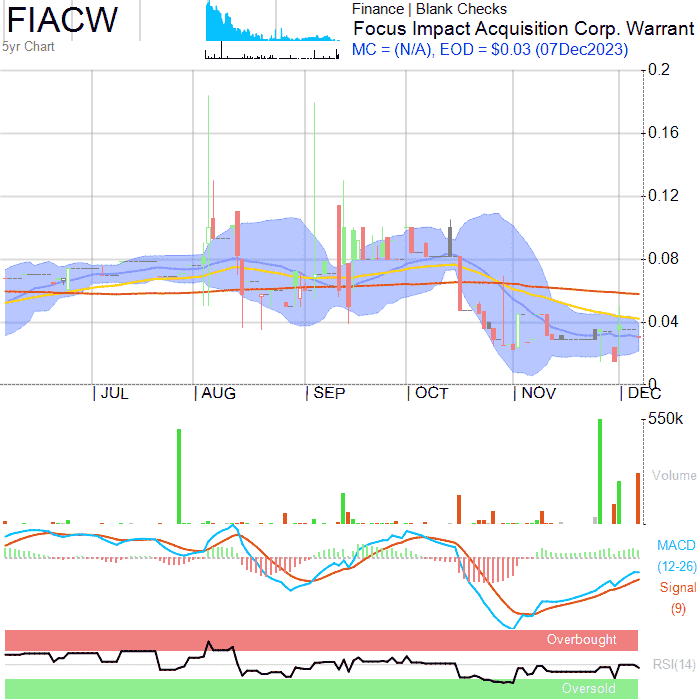 FIACW
5yr Chart
Finance | Blank Checks
Focus Impact Acquisition Corp. Warrant
MC = (N/A), EOD = $0.03 (07Dec2023)
0.2
0.16
0.12
0.08
0.04
0
JUL AUG SEP OCT NOV DEC
550k
Volume
MACD
(12-26)
Signal
(9)
Overbought
RSI(14)
Oversold